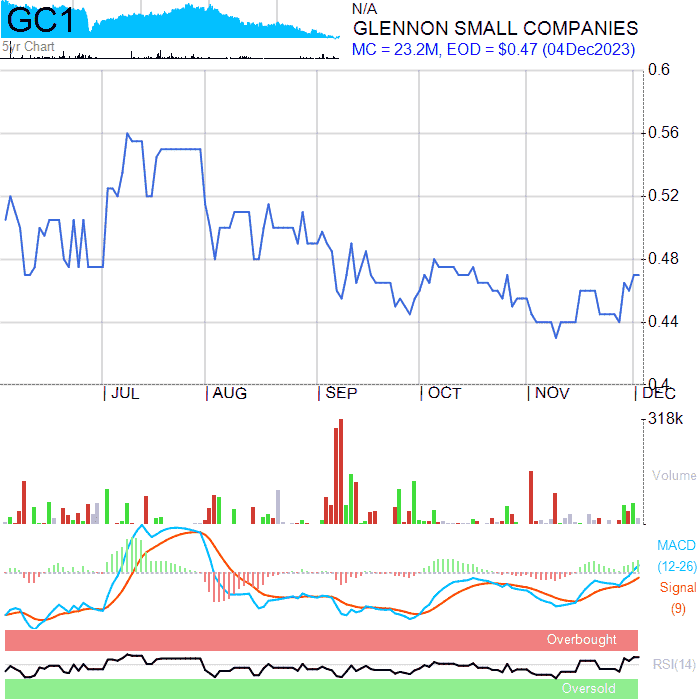 GC1
5yr Chart
N/A
GLENNON SMALL COMPANIES
MC = 23.2M, EOD = $0.47 (04Dec2023)
0.6
0.56
0.52
0.48
0.44
0.4
JUL AUG SEP OCT NOV DEC
318k
Volume
MACD
(12-26)
Signal
(9)
Overbought
RSI(14)
Oversold